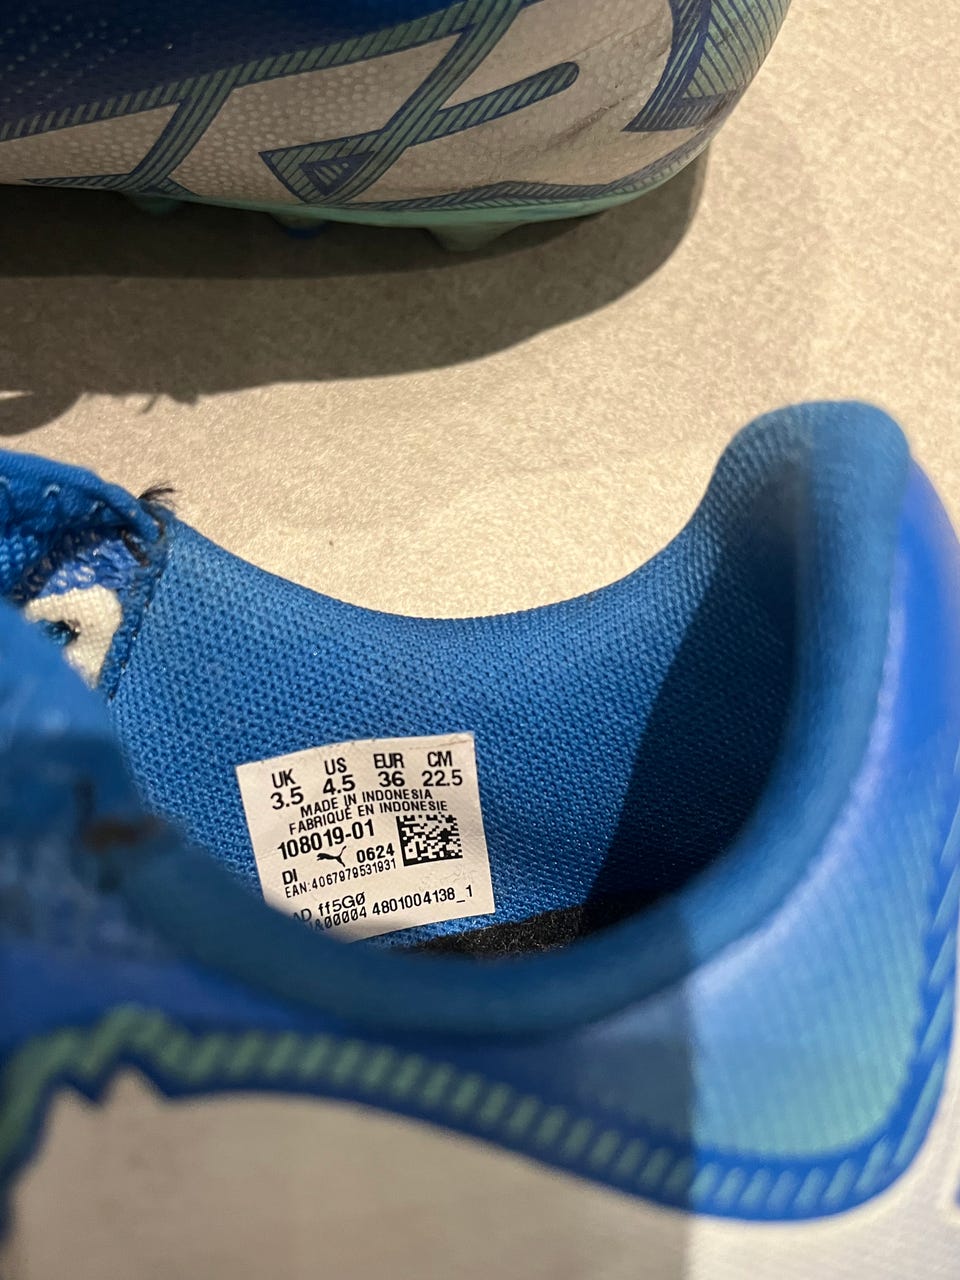 UK US EUR CM
3.5 4.5 36 22.5
MADE IN INDONESIA
FABRIQUÉ EN INDONESIE
108019-01
DI 0624
EAN:4067979531931
ff5GØ
4801004138_1